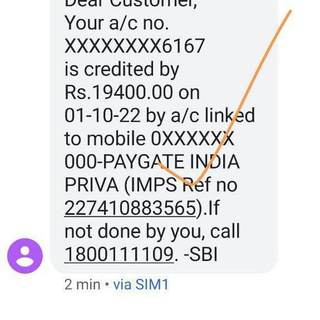 Dear Customer,
Your a/c no.
XXXXXXXX6167
is credited by
Rs.19400.00 on
01-10-22 by a/c linked
to mobile 0XXXXXX
000-PAYGATE INDIA
PRIVA (IMPS Ref no
227410883565).If
not done by you, call
1800111109. -SBI
2 min • via SIM1